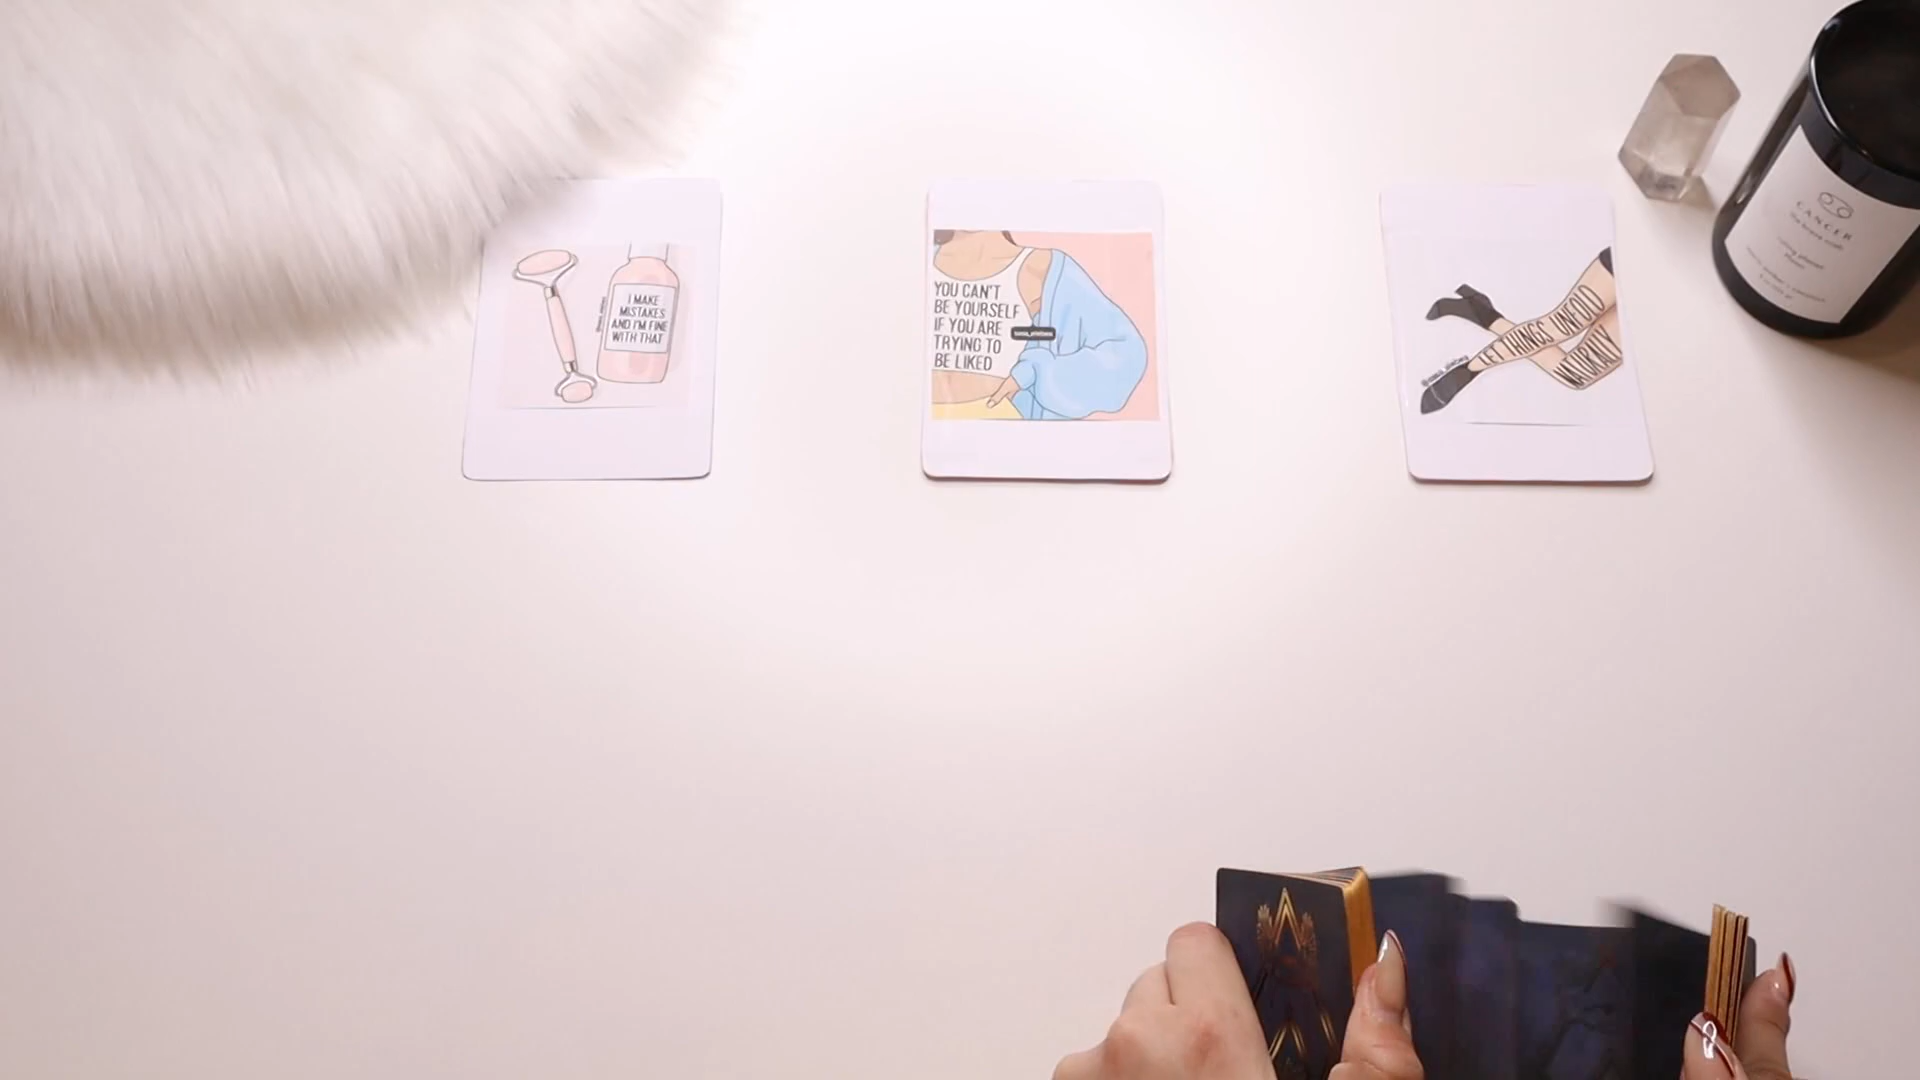 I MAKE
MISTAKES
AND I'M FINE
WITH THAT
YOU CAN'T
BE YOURSELF
IF YOU ARE
TRYING TO
BE LIKED
LET THINGS UNFOLD
NATURALLY
CANCER